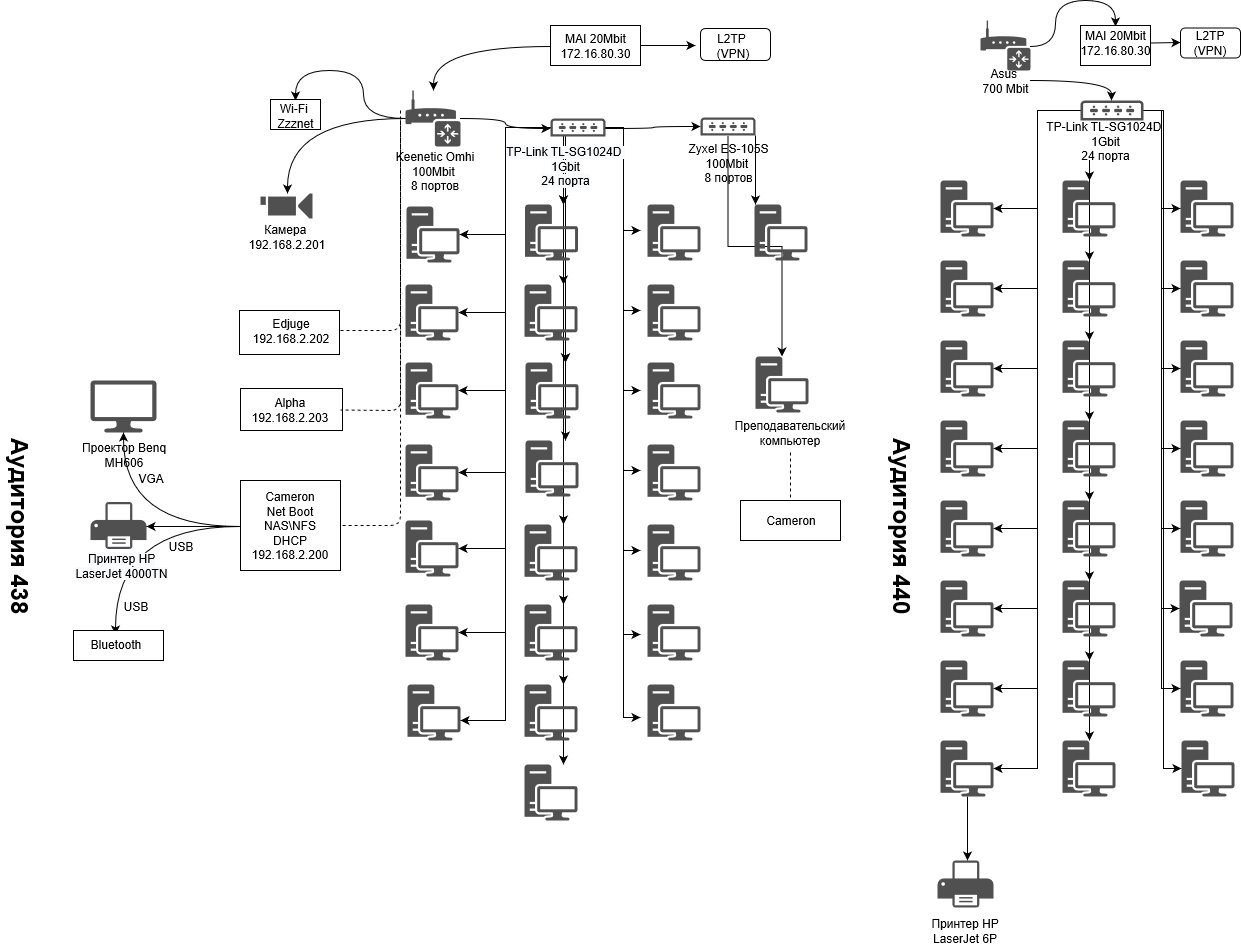 Аудитория 438
MAI 20Mbit
172.16.80.30
L2TP
(VPN)
Wi-Fi
Zzznet
Keenetic Omhi
100Mbit
8 портов
TP-Link TL-SG1024D
1Gbit
24 порта
Zyxel ES-105S
100Mbit
8 портов
Камера
192.168.2.201
Edjuge
192.168.2.202
Alpha
192.168.2.203
Проектор Benq
MH606
VGA
Cameron
Net Boot
NAS\NFS
DHCP
192.168.2.200
USB
Принтер HP
LaserJet 4000TN
USB
Bluetooth
Преподавательский
компьютер
Cameron
Аудитория 440
MAI 20Mbit
172.16.80.30
L2TP
(VPN)
Asus
700 Mbit
TP-Link TL-SG1024D
1Gbit
24 порта
Принтер HP
LaserJet 6P